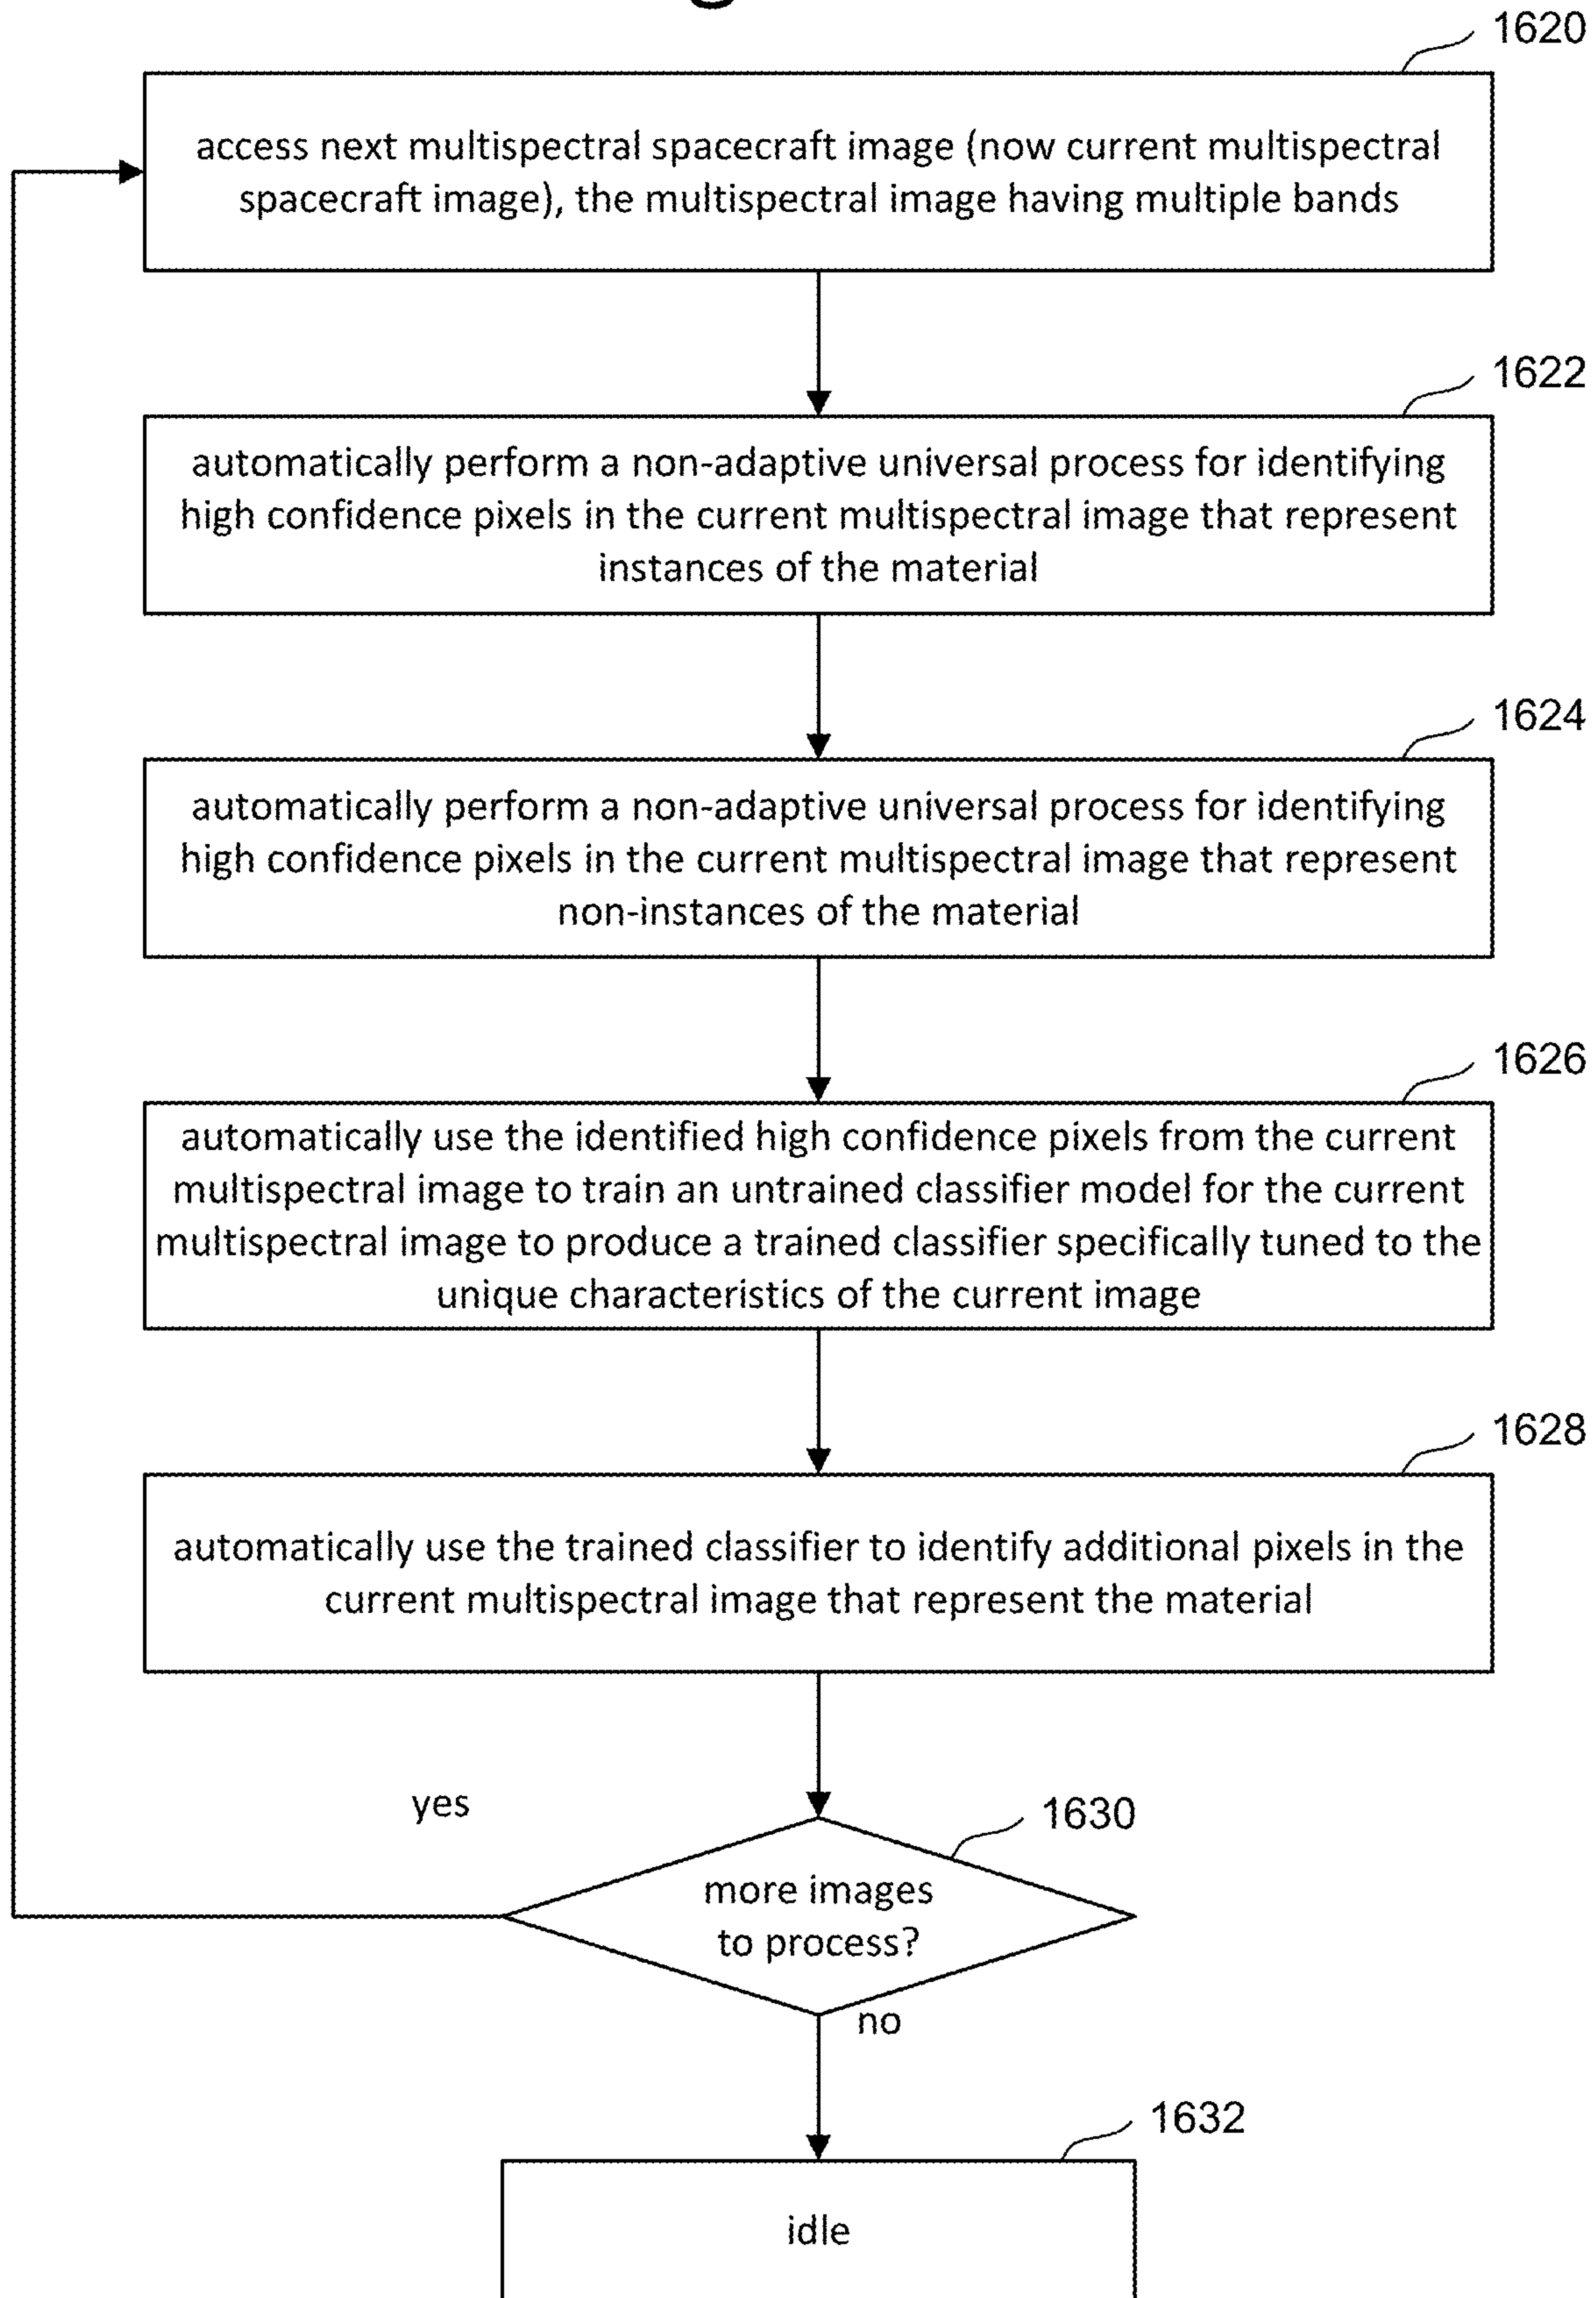 1620
access next multispectral spacecraft image (now current multispectral
spacecraft image), the multispectral image having multiple bands
1622
automatically perform a non-adaptive universal process for identifying
high confidence pixels in the current multispectral image that represent
instances of the material
1624
automatically perform a non-adaptive universal process for identifying
high confidence pixels in the current multispectral image that represent
non-instances of the material
1626
automatically use the identified high confidence pixels from the current
multispectral image to train an untrained classifier model for the current
multispectral image to produce a trained classifier specifically tuned to the
unique characteristics of the current image
1628
automatically use the trained classifier to identify additional pixels in the
current multispectral image that represent the material
yes
1630
more images
to process?
no
1632
idle